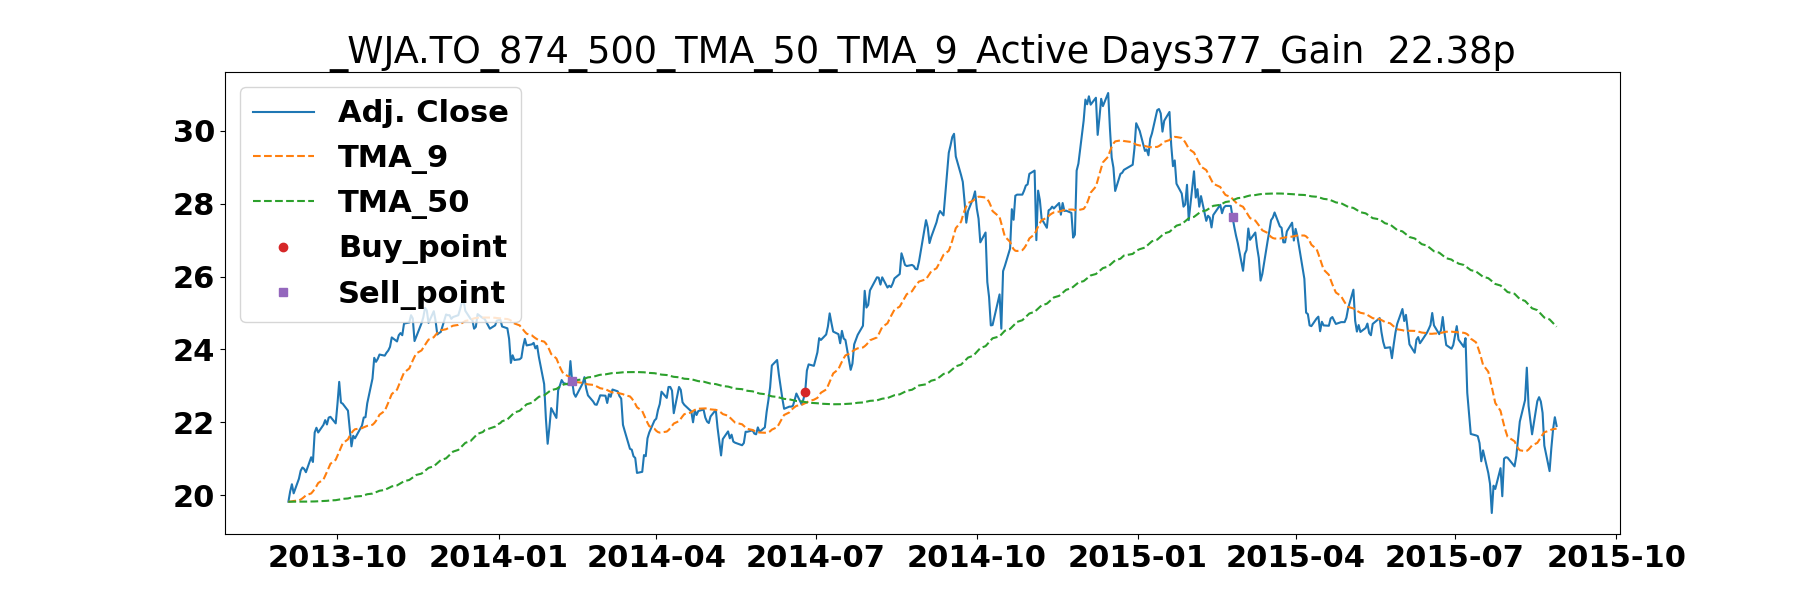 _WJA.TO_874_500_TMA_50_TMA_9_Active Days377_Gain  22.38p
Adj. Close
TMA_9
TMA_50
Buy_point
Sell_point
30
28
26
24
22
20
2013-10 2014-01 2014-04 2014-07 2014-10 2015-01 2015-04 2015-07 2015-10